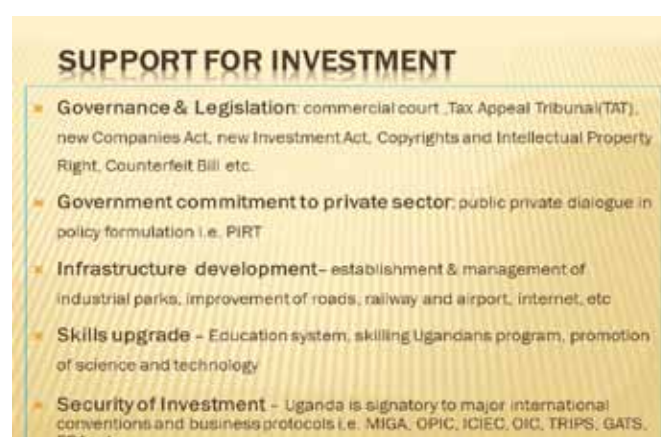 SUPPORT FOR INVESTMENT
Governance & Legislation: commercial court ,Tax Appeal Tribunal(TAT),
new Companies Act, new Investment Act, Copyrights and Intellectual Property
Right, Counterfeit Bill etc.
Government commitment to private sector: public private dialogue in
policy formulation i.e. PIRT
Infrastructure development– establishment & management of
industrial parks, improvement of roads, railway and airport, internet, etc
Skills upgrade – Education system, skilling Ugandans program, promotion
of science and technology
Security of Investment – Uganda is signatory to major international
conventions and business protocols i.e. MIGA, OPIC, ICIEC, OIC, TRIPS, GATS,